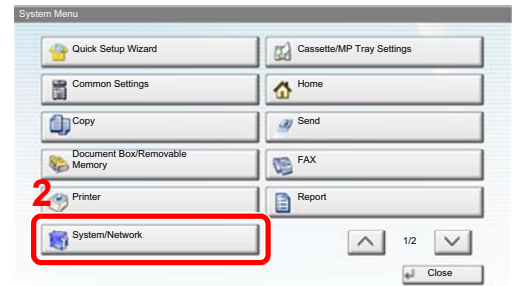 System Menu
Quick Setup Wizard
Cassette/MP Tray Settings
Common Settings
Home
Copy
Send
Document Box/Removable
Memory
FAX
2
Printer
Report
System/Network
1/2
Close